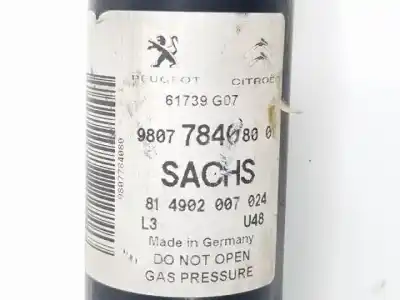 PEUGEOT CITROËN
61739 G07
9807 7840 80 0
SACHS
81 4902 007 024
L3 U48
Made in Germany
DO NOT OPEN
GAS PRESSURE
9807784080